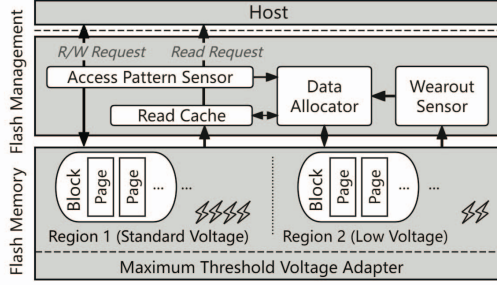 Host
R/W Request
Read Request
Flash Management
Access Pattern Sensor
Data
Allocator
Wearout
Sensor
Read Cache
Flash Memory
Block
Page
Page
...
...
Block
Page
Page
...
...
Region 1 (Standard Voltage)
Region 2 (Low Voltage)
Maximum Threshold Voltage Adapter